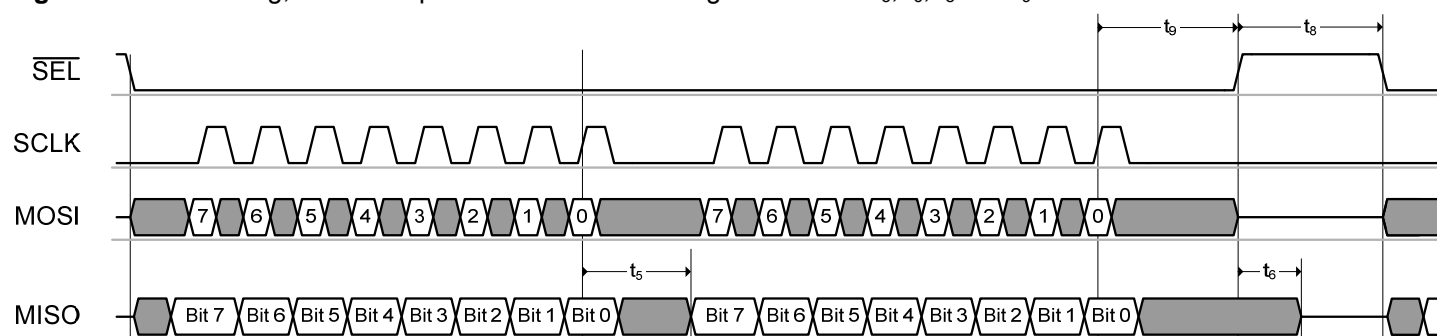 t9 t8
SEL
SCLK
MOSI 7 6 5 4 3 2 1 0 7 6 5 4 3 2 1 0
t5 t6
MISO Bit 7 Bit 6 Bit 5 Bit 4 Bit 3 Bit 2 Bit 1 Bit 0 Bit 7 Bit 6 Bit 5 Bit 4 Bit 3 Bit 2 Bit 1 Bit 0